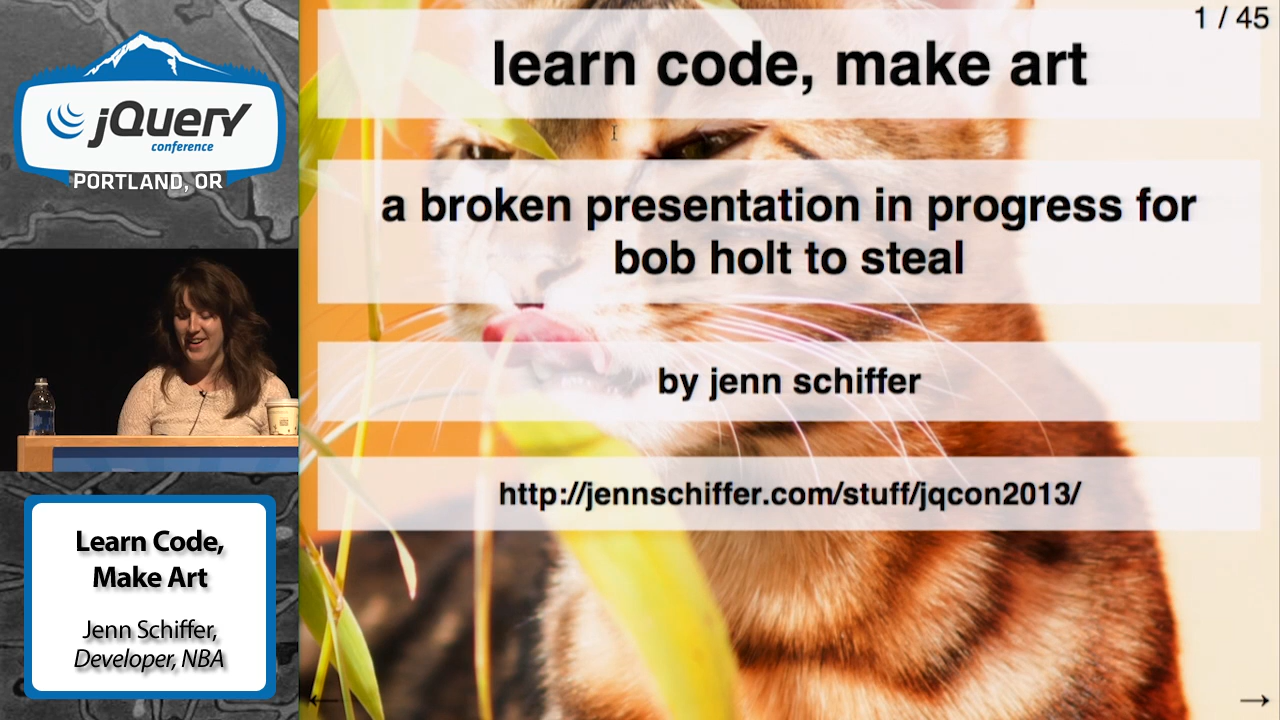 jQuery
conference
PORTLAND, OR
Learn Code,
Make Art
Jenn Schiffer,
Developer, NBA
1 / 45
learn code, make art
a broken presentation in progress for
bob holt to steal
by jenn schiffer
http://jennschiffer.com/stuff/jqcon2013/
← →